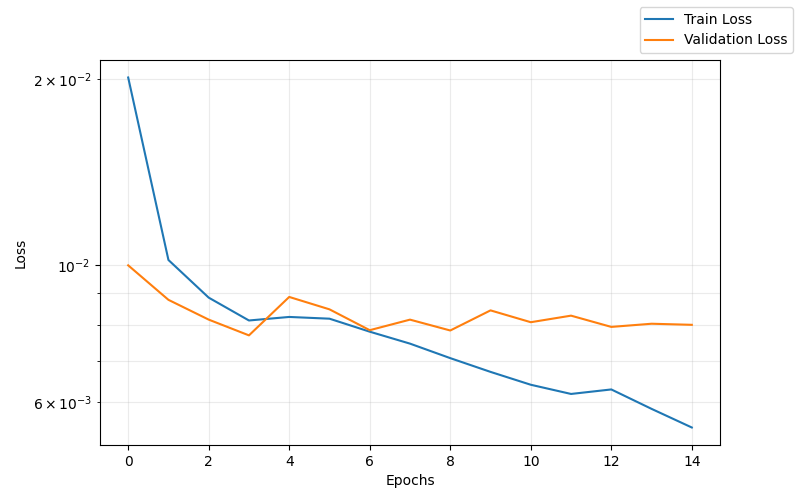 Train Loss
Validation Loss
2 × 10⁻²
10⁻²
6 × 10⁻³
Loss
0 2 4 6 8 10 12 14
Epochs